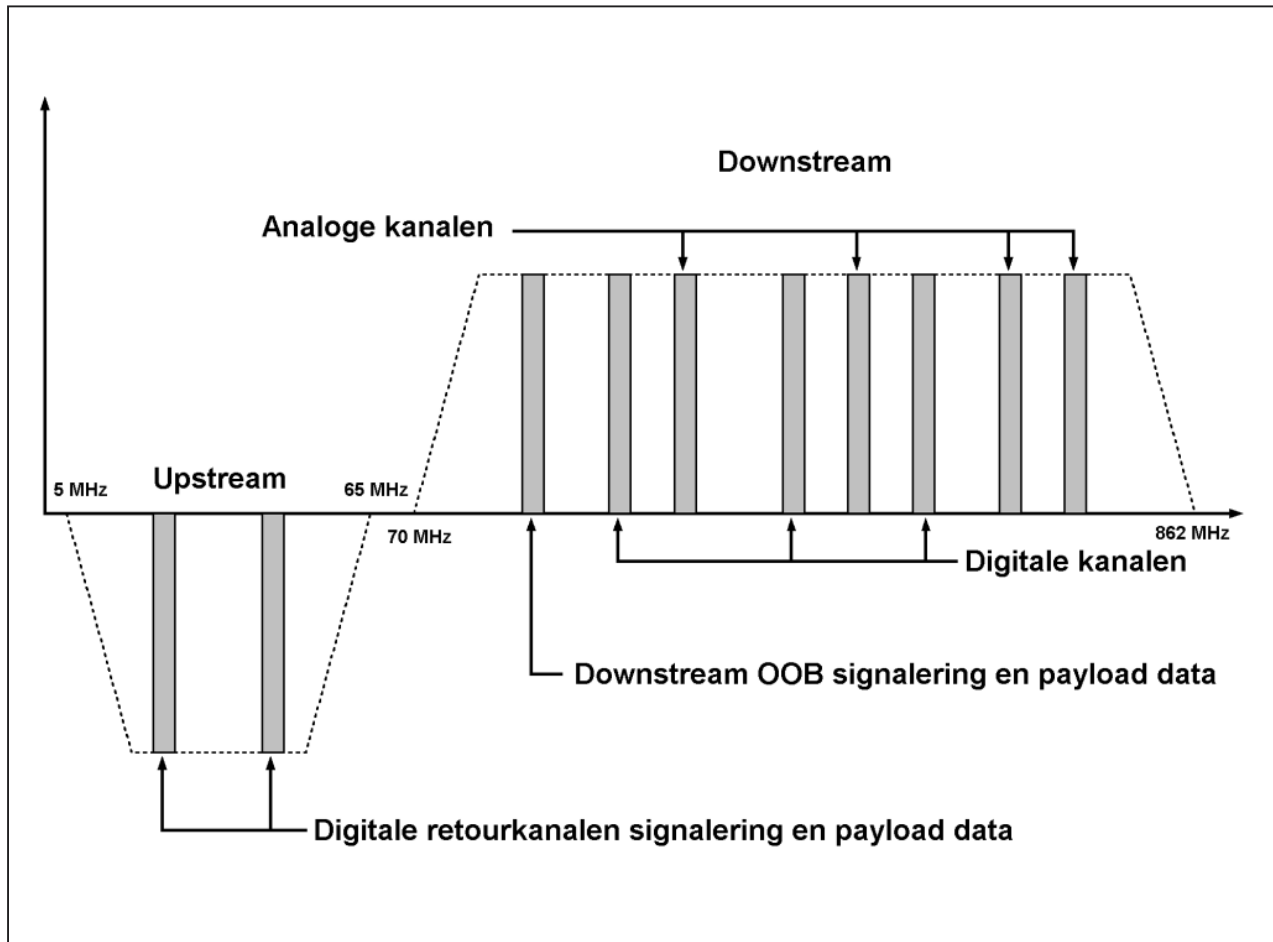 Downstream
Analoge kanalen
Upstream
5 MHz
65 MHz
70 MHz
862 MHz
Digitale kanalen
Downstream OOB signalering en payload data
Digitale retourkanalen signalering en payload data